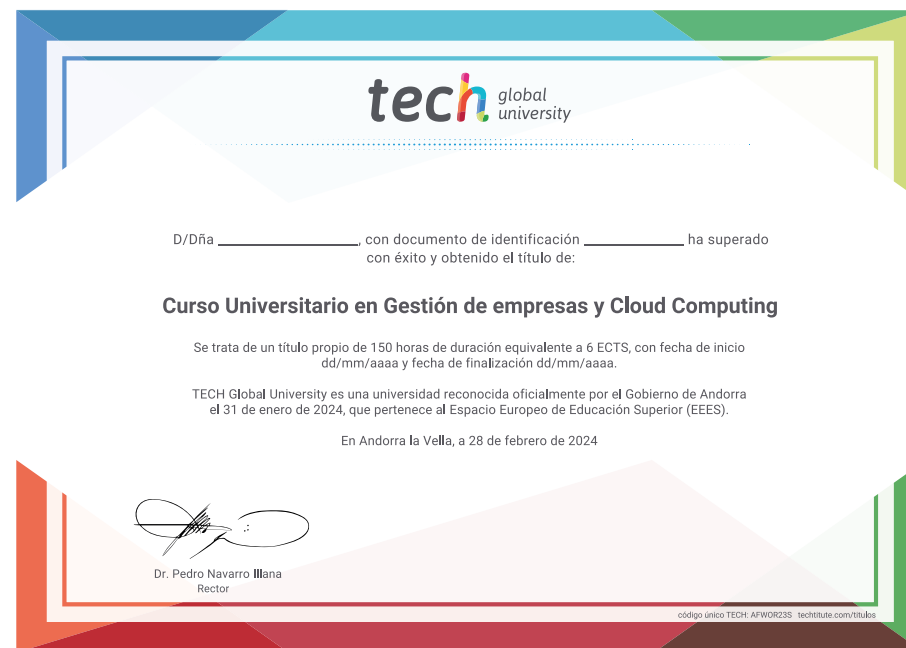 tech global university
D/Dña ____________________, con documento de identificación ______________ ha superado
con éxito y obtenido el título de:
Curso Universitario en Gestión de empresas y Cloud Computing
Se trata de un título propio de 150 horas de duración equivalente a 6 ECTS, con fecha de inicio
dd/mm/aaaa y fecha de finalización dd/mm/aaaa.
TECH Global University es una universidad reconocida oficialmente por el Gobierno de Andorra
el 31 de enero de 2024, que pertenece al Espacio Europeo de Educación Superior (EEES).
En Andorra la Vella, a 28 de febrero de 2024
Dr. Pedro Navarro Illana
Rector
código único TECH: AFWOR23S techtitute.com/titulos